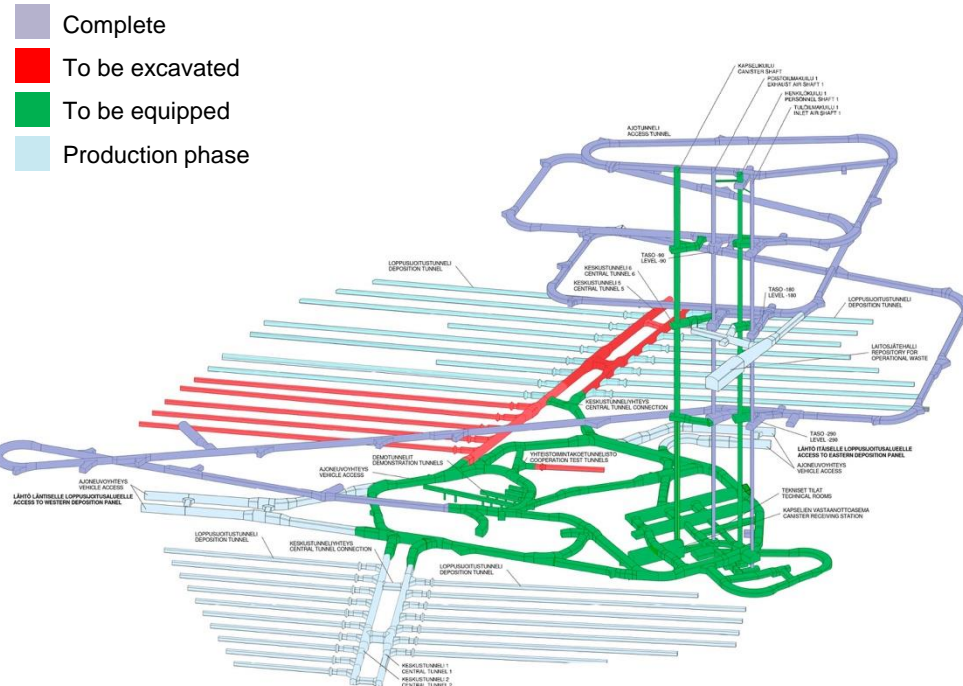 Complete
To be excavated
To be equipped
Production phase
KAPSELIKUILU
CANISTER SHAFT
POISTOILMAKUILU 1
EXHAUST AIR SHAFT 1
HENKILÖKUILU 1
PERSONNEL SHAFT 1
TULOILMAKUILU 1
INLET AIR SHAFT 1
AJOTUNNELI
ACCESS TUNNEL
LOPPUSIJOITUSTUNNELI
DEPOSITION TUNNEL
TASO -90
LEVEL -90
KESKUSTUNNELI 6
CENTRAL TUNNEL 6
KESKUSTUNNELI 5
CENTRAL TUNNEL 5
TASO -180
LEVEL -180
LOPPUSIJOITUSTUNNELI
DEPOSITION TUNNEL
LAITOSJÄTEHALLI
REPOSITORY FOR
OPERATIONAL WASTE
KESKUSTUNNELIYHTEYS
CENTRAL TUNNEL CONNECTION
TASO -290
LEVEL -290
LÄHTÖ ITÄISELLE LOPPUSIJOITUSALUEELLE
ACCESS TO EASTERN DEPOSITION PANEL
AJONEUVOYHTEYS
VEHICLE ACCESS
YHTEISTOIMINTAKOETUNNELISTO
COOPERATION TEST TUNNELS
DEMOTUNNELIT
DEMONSTRATION TUNNELS
AJONEUVOYHTEYS
VEHICLE ACCESS
AJONEUVOYHTEYS
VEHICLE ACCESS
LÄHTÖ LÄNTISELLE LOPPUSIJOITUSALUEELLE
ACCESS TO WESTERN DEPOSITION PANEL
TEKNISET TILAT
TECHNICAL ROOMS
KAPSELIEN VASTAANOTTOASEMA
CANISTER RECEIVING STATION
LOPPUSIJOITUSTUNNELI
DEPOSITION TUNNEL
KESKUSTUNNELIYHTEYS
CENTRAL TUNNEL CONNECTION
LOPPUSIJOITUSTUNNELI
DEPOSITION TUNNEL
KESKUSTUNNELI 1
CENTRAL TUNNEL 1
KESKUSTUNNELI 2
CENTRAL TUNNEL 2